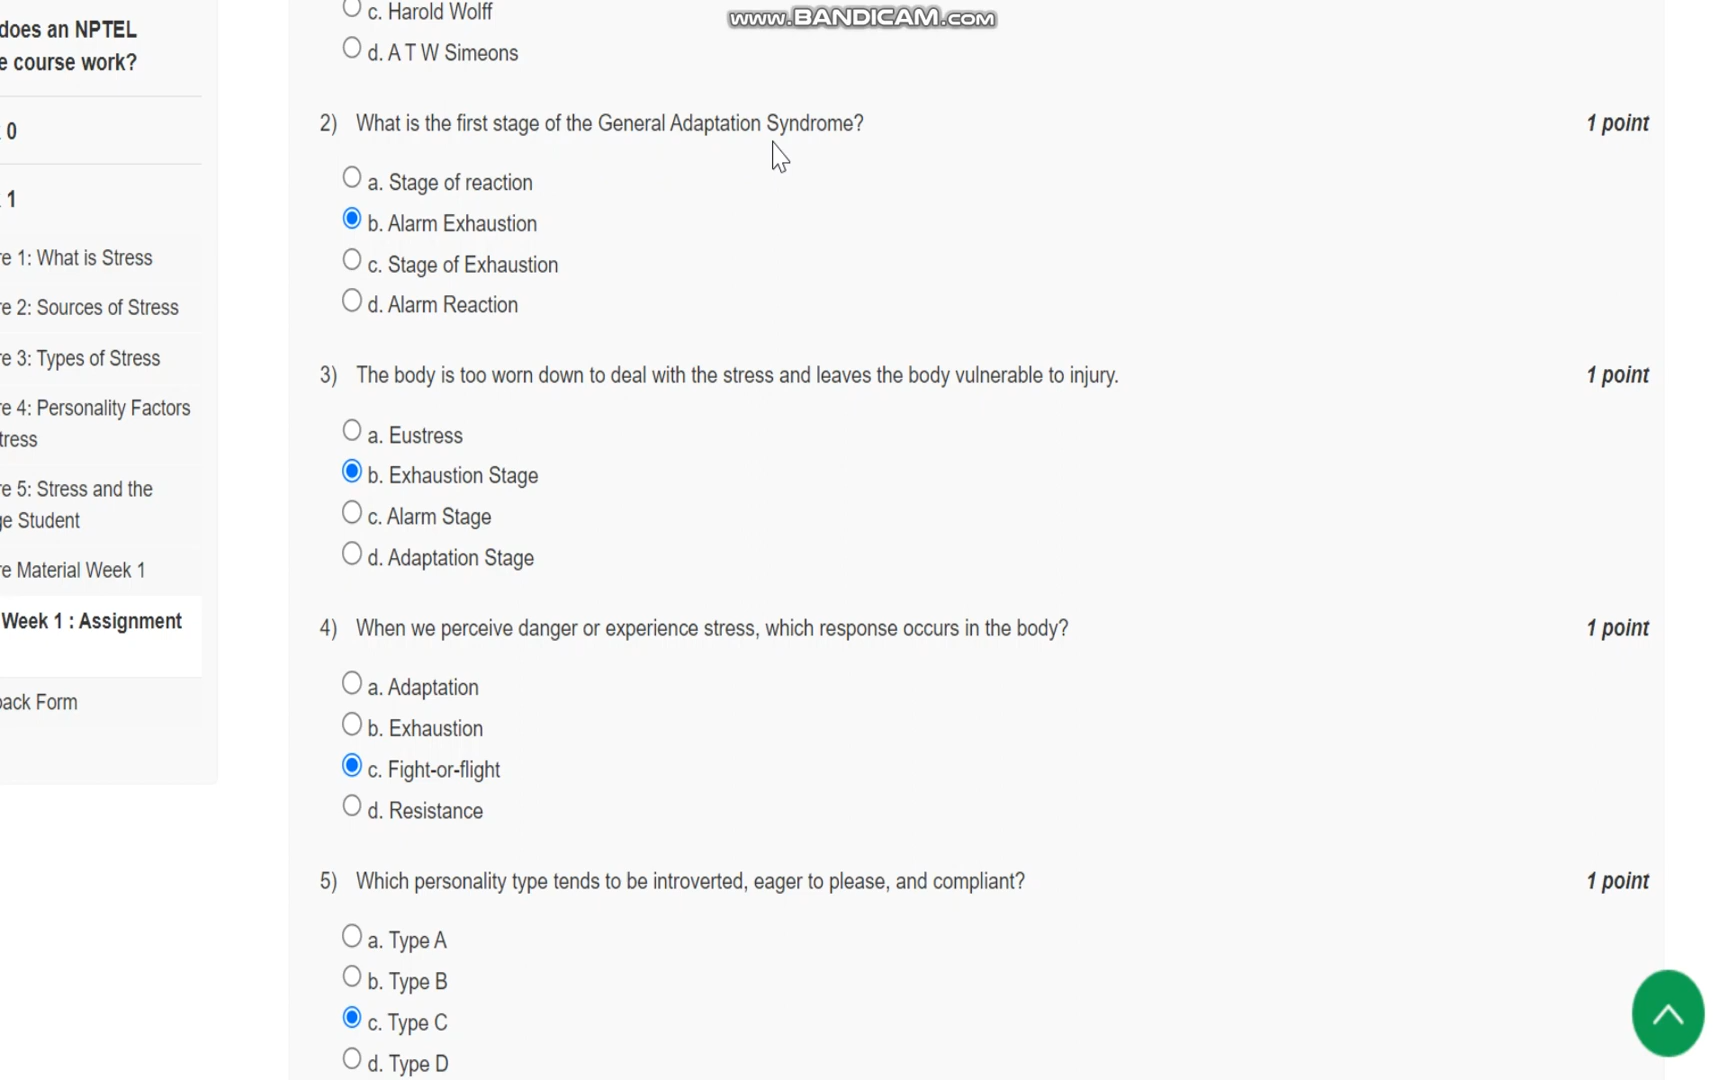 www.BANDICAM.com
does an NPTEL
e course work?
0
1
re 1: What is Stress
re 2: Sources of Stress
re 3: Types of Stress
re 4: Personality Factors
tress
re 5: Stress and the
ge Student
re Material Week 1
Week 1 : Assignment
back Form
c. Harold Wolff
d. A T W Simeons
2) What is the first stage of the General Adaptation Syndrome? 1 point
a. Stage of reaction
b. Alarm Exhaustion
c. Stage of Exhaustion
d. Alarm Reaction
3) The body is too worn down to deal with the stress and leaves the body vulnerable to injury. 1 point
a. Eustress
b. Exhaustion Stage
c. Alarm Stage
d. Adaptation Stage
4) When we perceive danger or experience stress, which response occurs in the body? 1 point
a. Adaptation
b. Exhaustion
c. Fight-or-flight
d. Resistance
5) Which personality type tends to be introverted, eager to please, and compliant? 1 point
a. Type A
b. Type B
c. Type C
d. Type D